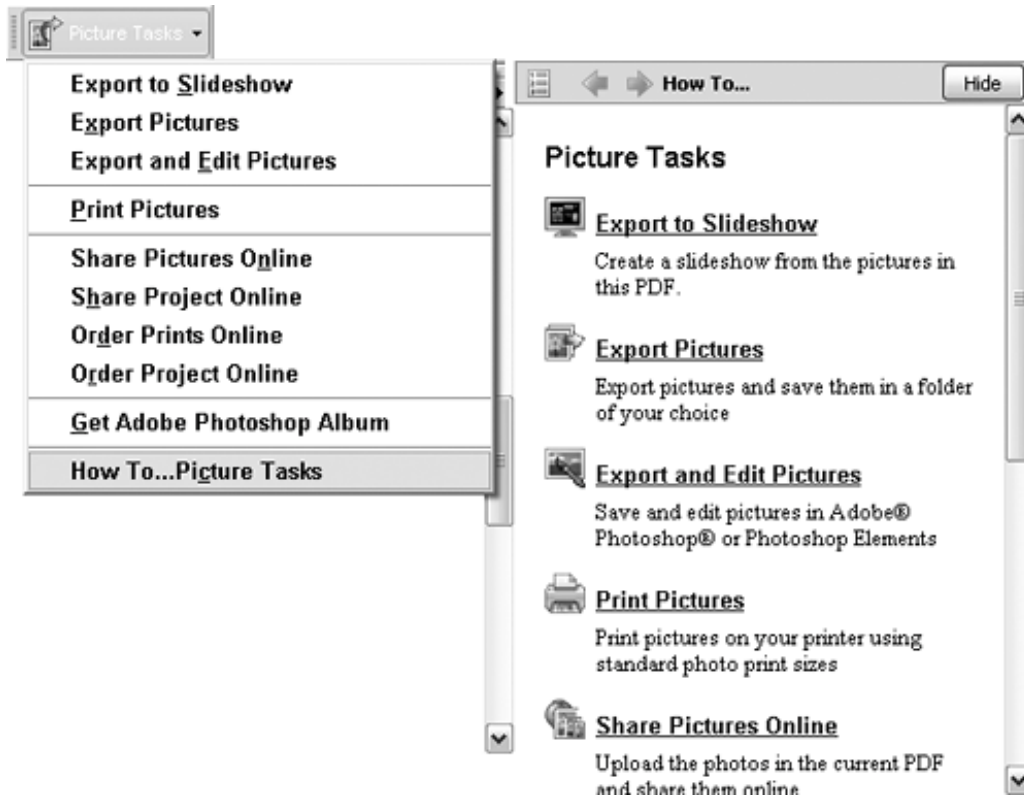 Picture Tasks
Export to Slideshow
Export Pictures
Export and Edit Pictures
Print Pictures
Share Pictures Online
Share Project Online
Order Prints Online
Order Project Online
Get Adobe Photoshop Album
How To...Picture Tasks
How To...
Hide
Picture Tasks
Export to Slideshow
Create a slideshow from the pictures in
this PDF.
Export Pictures
Export pictures and save them in a folder
of your choice
Export and Edit Pictures
Save and edit pictures in Adobe®
Photoshop® or Photoshop Elements
Print Pictures
Print pictures on your printer using
standard photo print sizes
Share Pictures Online
Upload the photos in the current PDF
and share them online